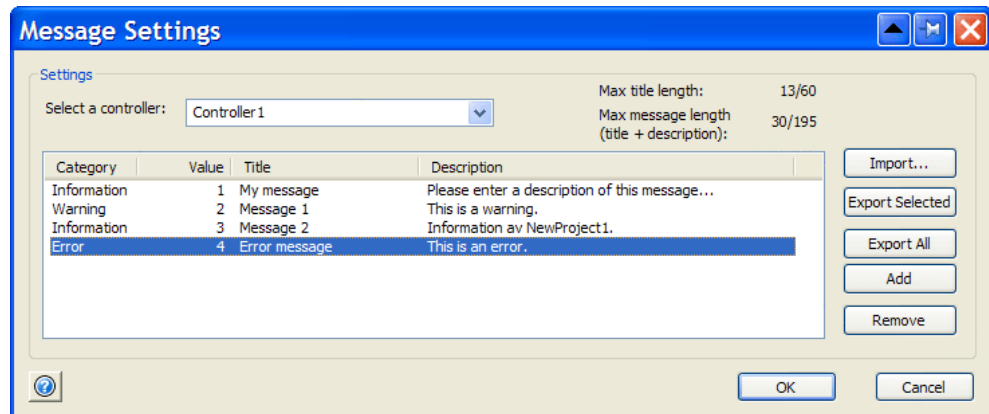 Message Settings
Settings
Select a controller: Controller1
Max title length: 13/60
Max message length
(title + description): 30/195
Category Value Title Description
Information 1 My message Please enter a description of this message...
Warning 2 Message 1 This is a warning.
Information 3 Message 2 Information av NewProject1.
Error 4 Error message This is an error.
Import...
Export Selected
Export All
Add
Remove
OK Cancel